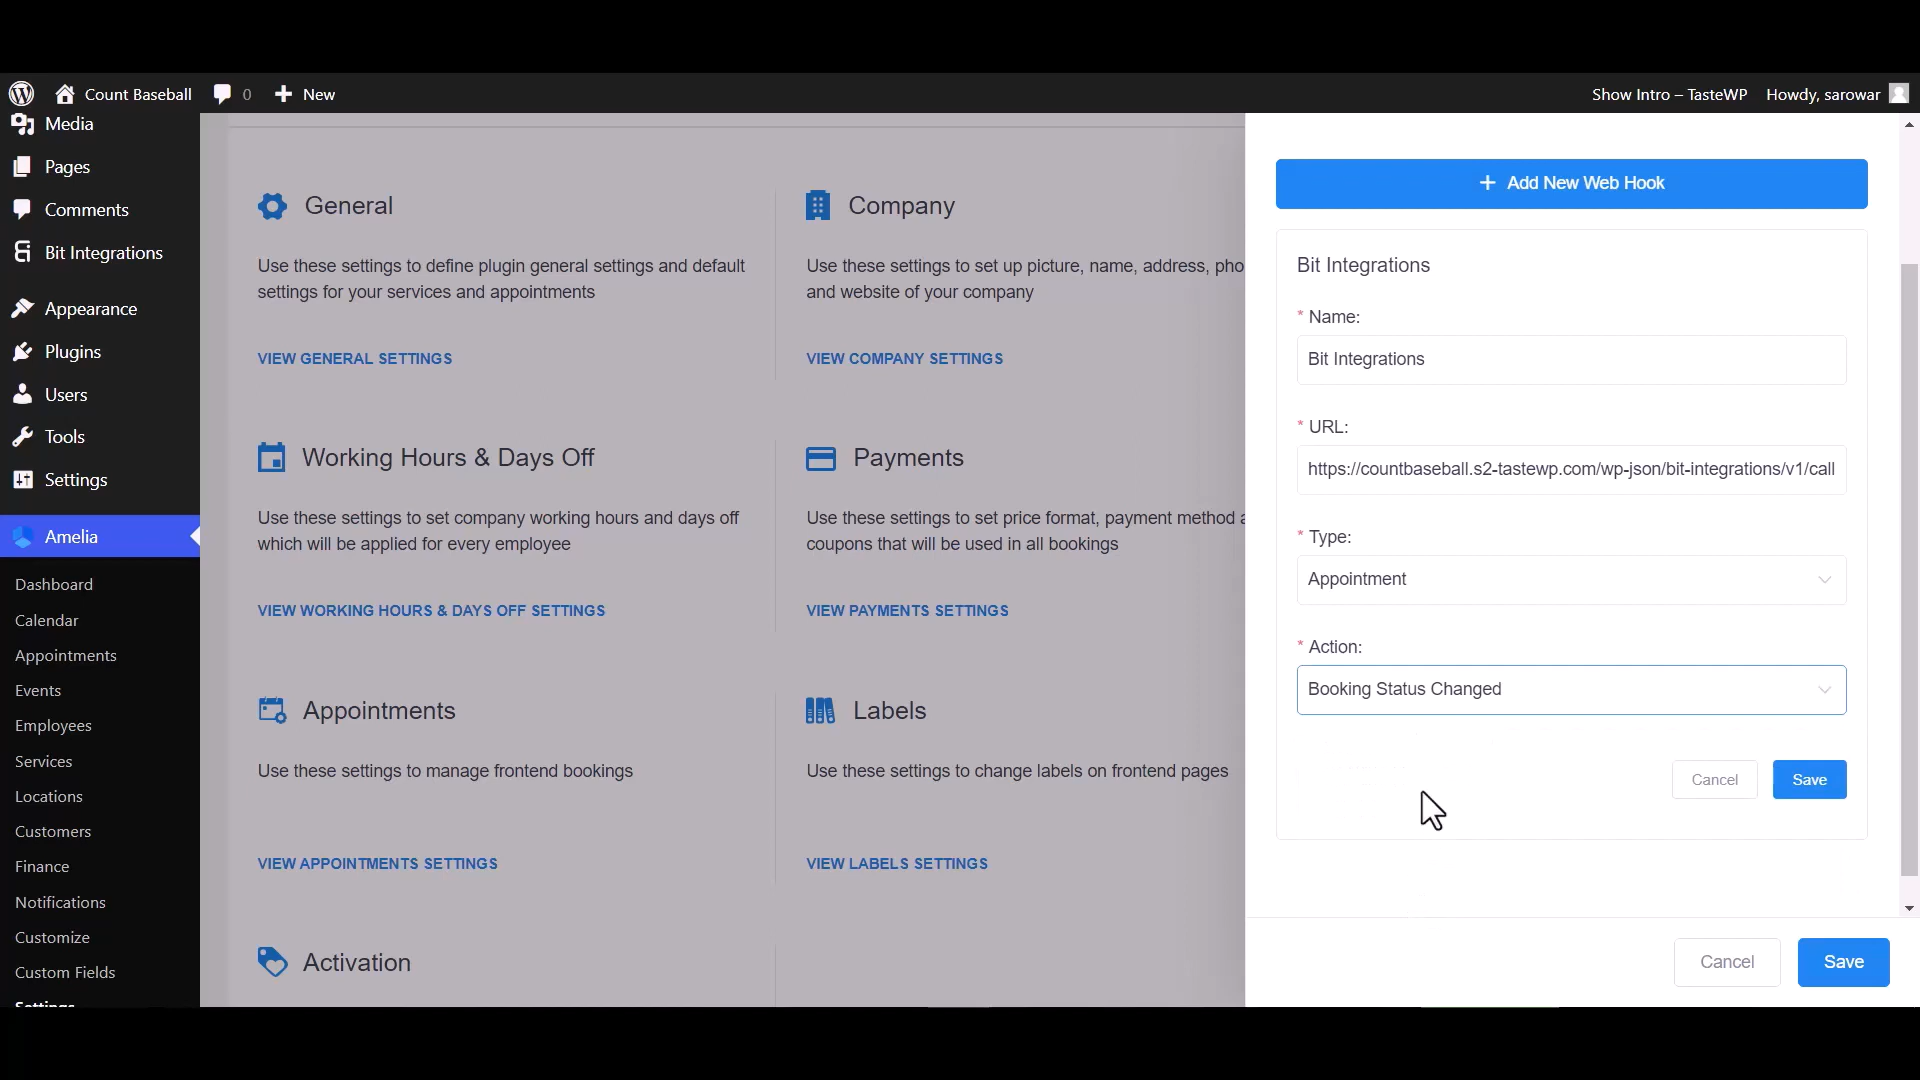 Count Baseball
0
New
Show Intro – TasteWP
Howdy, sarowar
Media
Pages
Comments
Bit Integrations
Appearance
Plugins
Users
Tools
Settings
Amelia
Dashboard
Calendar
Appointments
Events
Employees
Services
Locations
Customers
Finance
Notifications
Customize
Custom Fields
Settings
General
Use these settings to define plugin general settings and default
settings for your services and appointments
VIEW GENERAL SETTINGS
Company
Use these settings to set up picture, name, address, pho
and website of your company
VIEW COMPANY SETTINGS
Working Hours & Days Off
Use these settings to set company working hours and days off
which will be applied for every employee
VIEW WORKING HOURS & DAYS OFF SETTINGS
Payments
Use these settings to set price format, payment method a
coupons that will be used in all bookings
VIEW PAYMENTS SETTINGS
Appointments
Use these settings to manage frontend bookings
VIEW APPOINTMENTS SETTINGS
Labels
Use these settings to change labels on frontend pages
VIEW LABELS SETTINGS
Activation
+ Add New Web Hook
Bit Integrations
* Name:
Bit Integrations
* URL:
https://countbaseball.s2-tastewp.com/wp-json/bit-integrations/v1/call
* Type:
Appointment
* Action:
Booking Status Changed
Cancel
Save
Cancel
Save